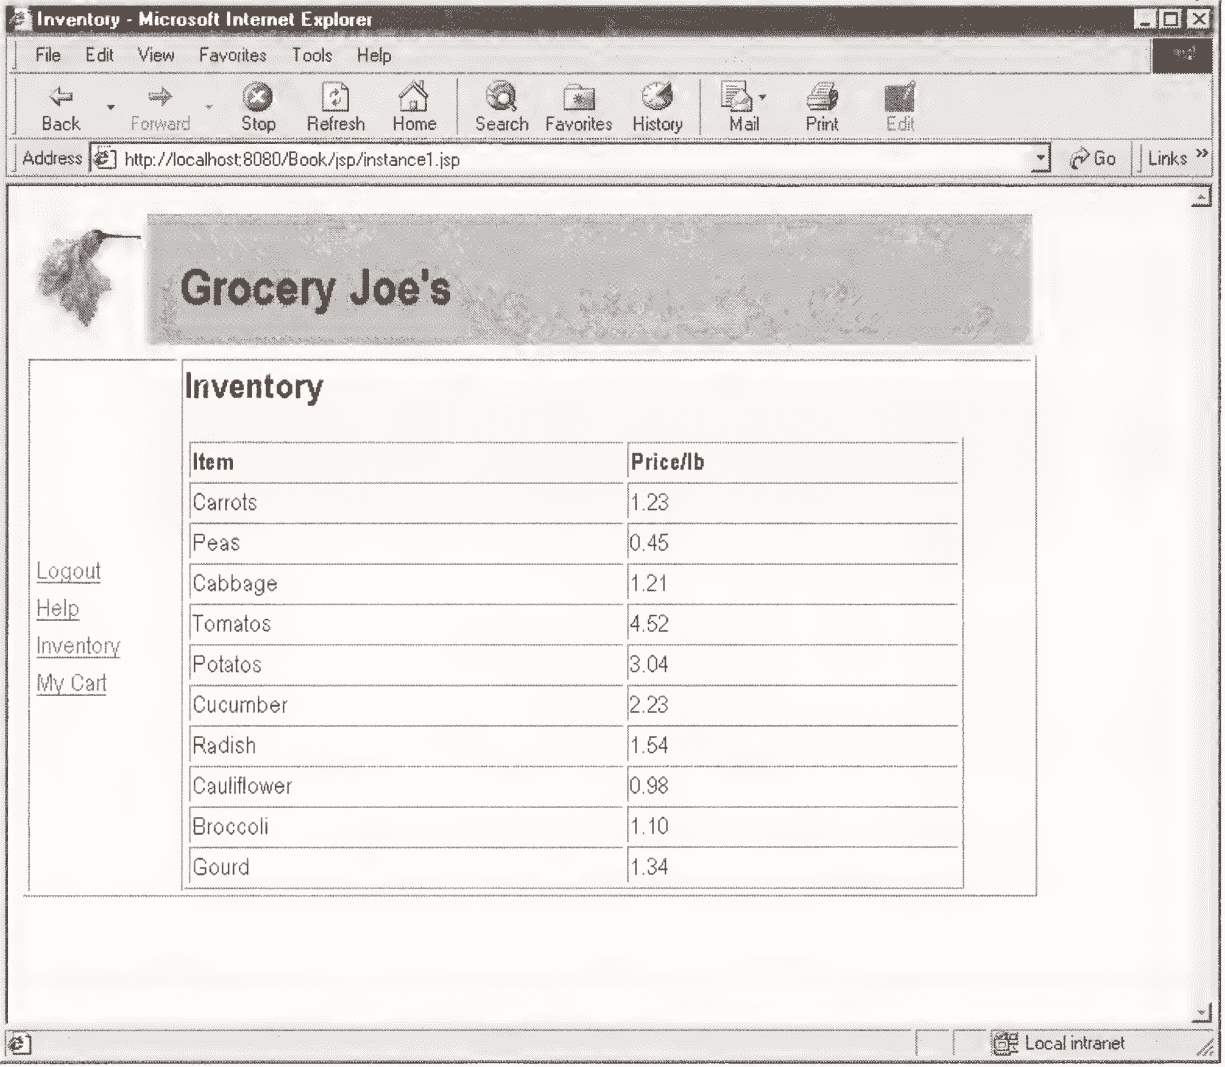 Inventory - Microsoft Internet Explorer
File Edit View Favorites Tools Help
Back Forward Stop Refresh Home Search Favorites History Mail Print Edit
Address http://localhost:8080/Book/jsp/instance1.jsp Go Links »
Grocery Joe's
Inventory
Item Price/lb
Carrots 1.23
Peas 0.45
Cabbage 1.21
Tomatos 4.52
Potatos 3.04
Cucumber 2.23
Radish 1.54
Cauliflower 0.98
Broccoli 1.10
Gourd 1.34
Logout
Help
Inventory
My Cart
Local intranet